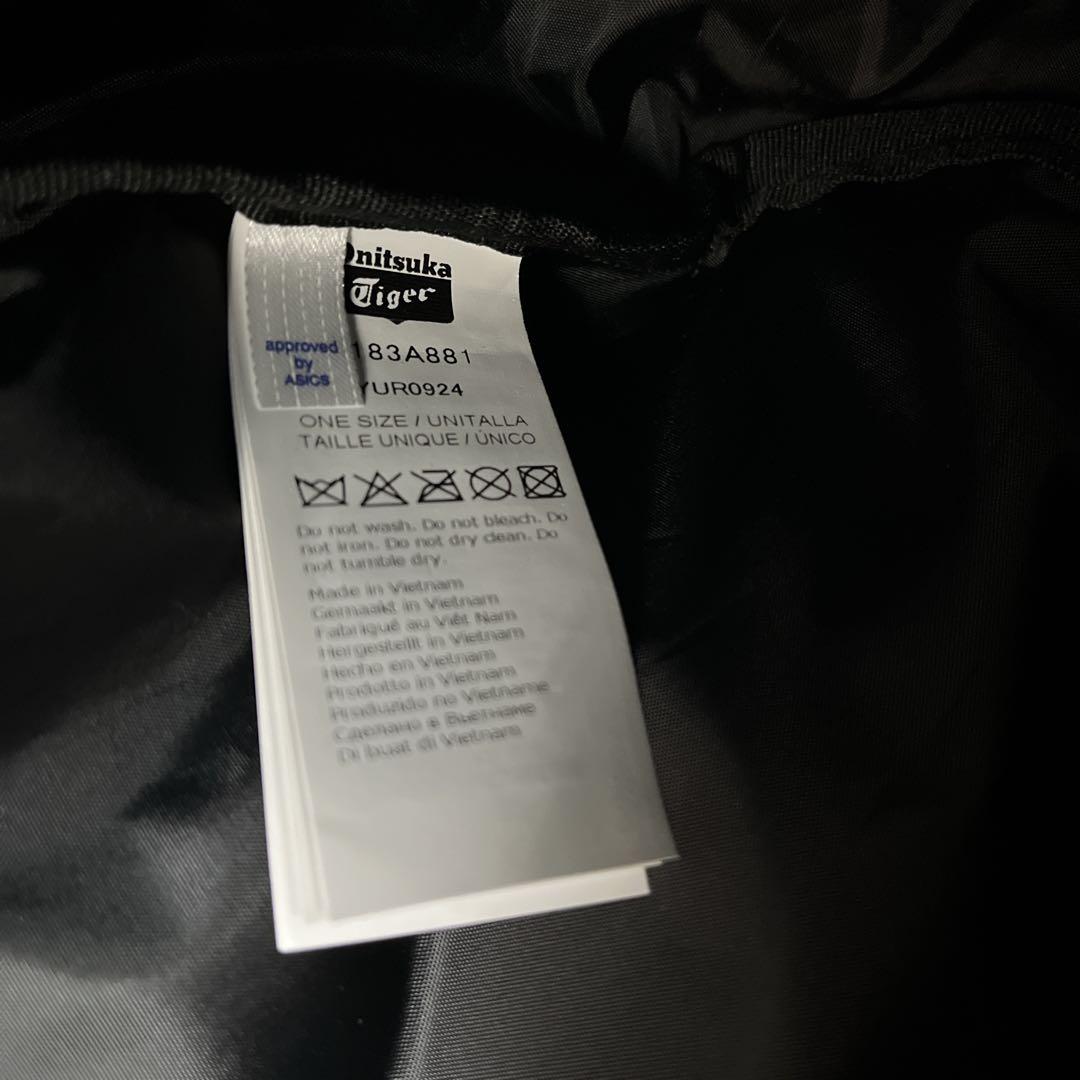 Onitsuka
Tiger
approved
by
ASICS
183A881
YUR0924
ONE SIZE / UNITALLA
TAILLE UNIQUE / ÚNICO
Do not wash. Do not bleach. Do
not iron. Do not dry clean. Do
not tumble dry.
Made in Vietnam
Gemaakt in Vietnam
Fabriqué au Việt Nam
Hergestellt in Vietnam
Hecho en Vietnam
Prodotto in Vietnam
Produzido no Vietname
Сделано в Вьетнаме
Di buat di Vietnam